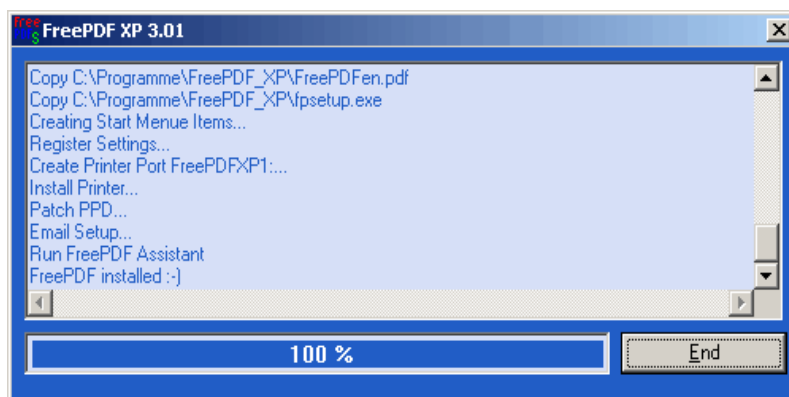 free
S
FreePDF XP 3.01
Copy C:\Programme\FreePDF_XP\FreePDFen.pdf
Copy C:\Programme\FreePDF_XP\fpsetup.exe
Creating Start Menue Items...
Register Settings...
Create Printer Port FreePDFXP1:...
Install Printer...
Patch PPD...
Email Setup...
Run FreePDF Assistant
FreePDF installed :-)
100 %
End